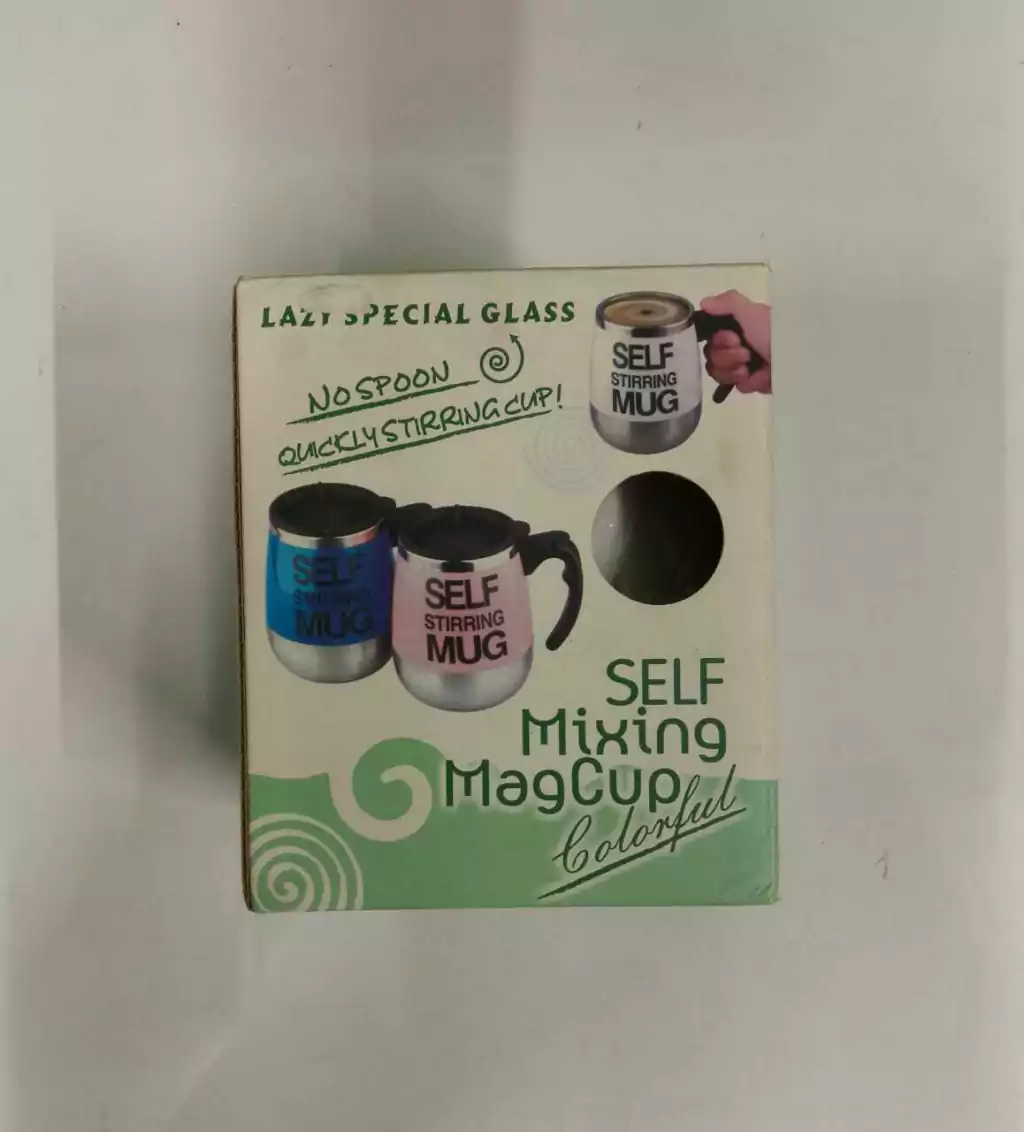 LAZY SPECIAL GLASS
NO SPOON
QUICKLY STIRRING CUP!
SELF
STIRRING
MUG
SELF
STIRRING
MUG
SELF
STIRRING
MUG
SELF
Mixing
MagCup
Colorful